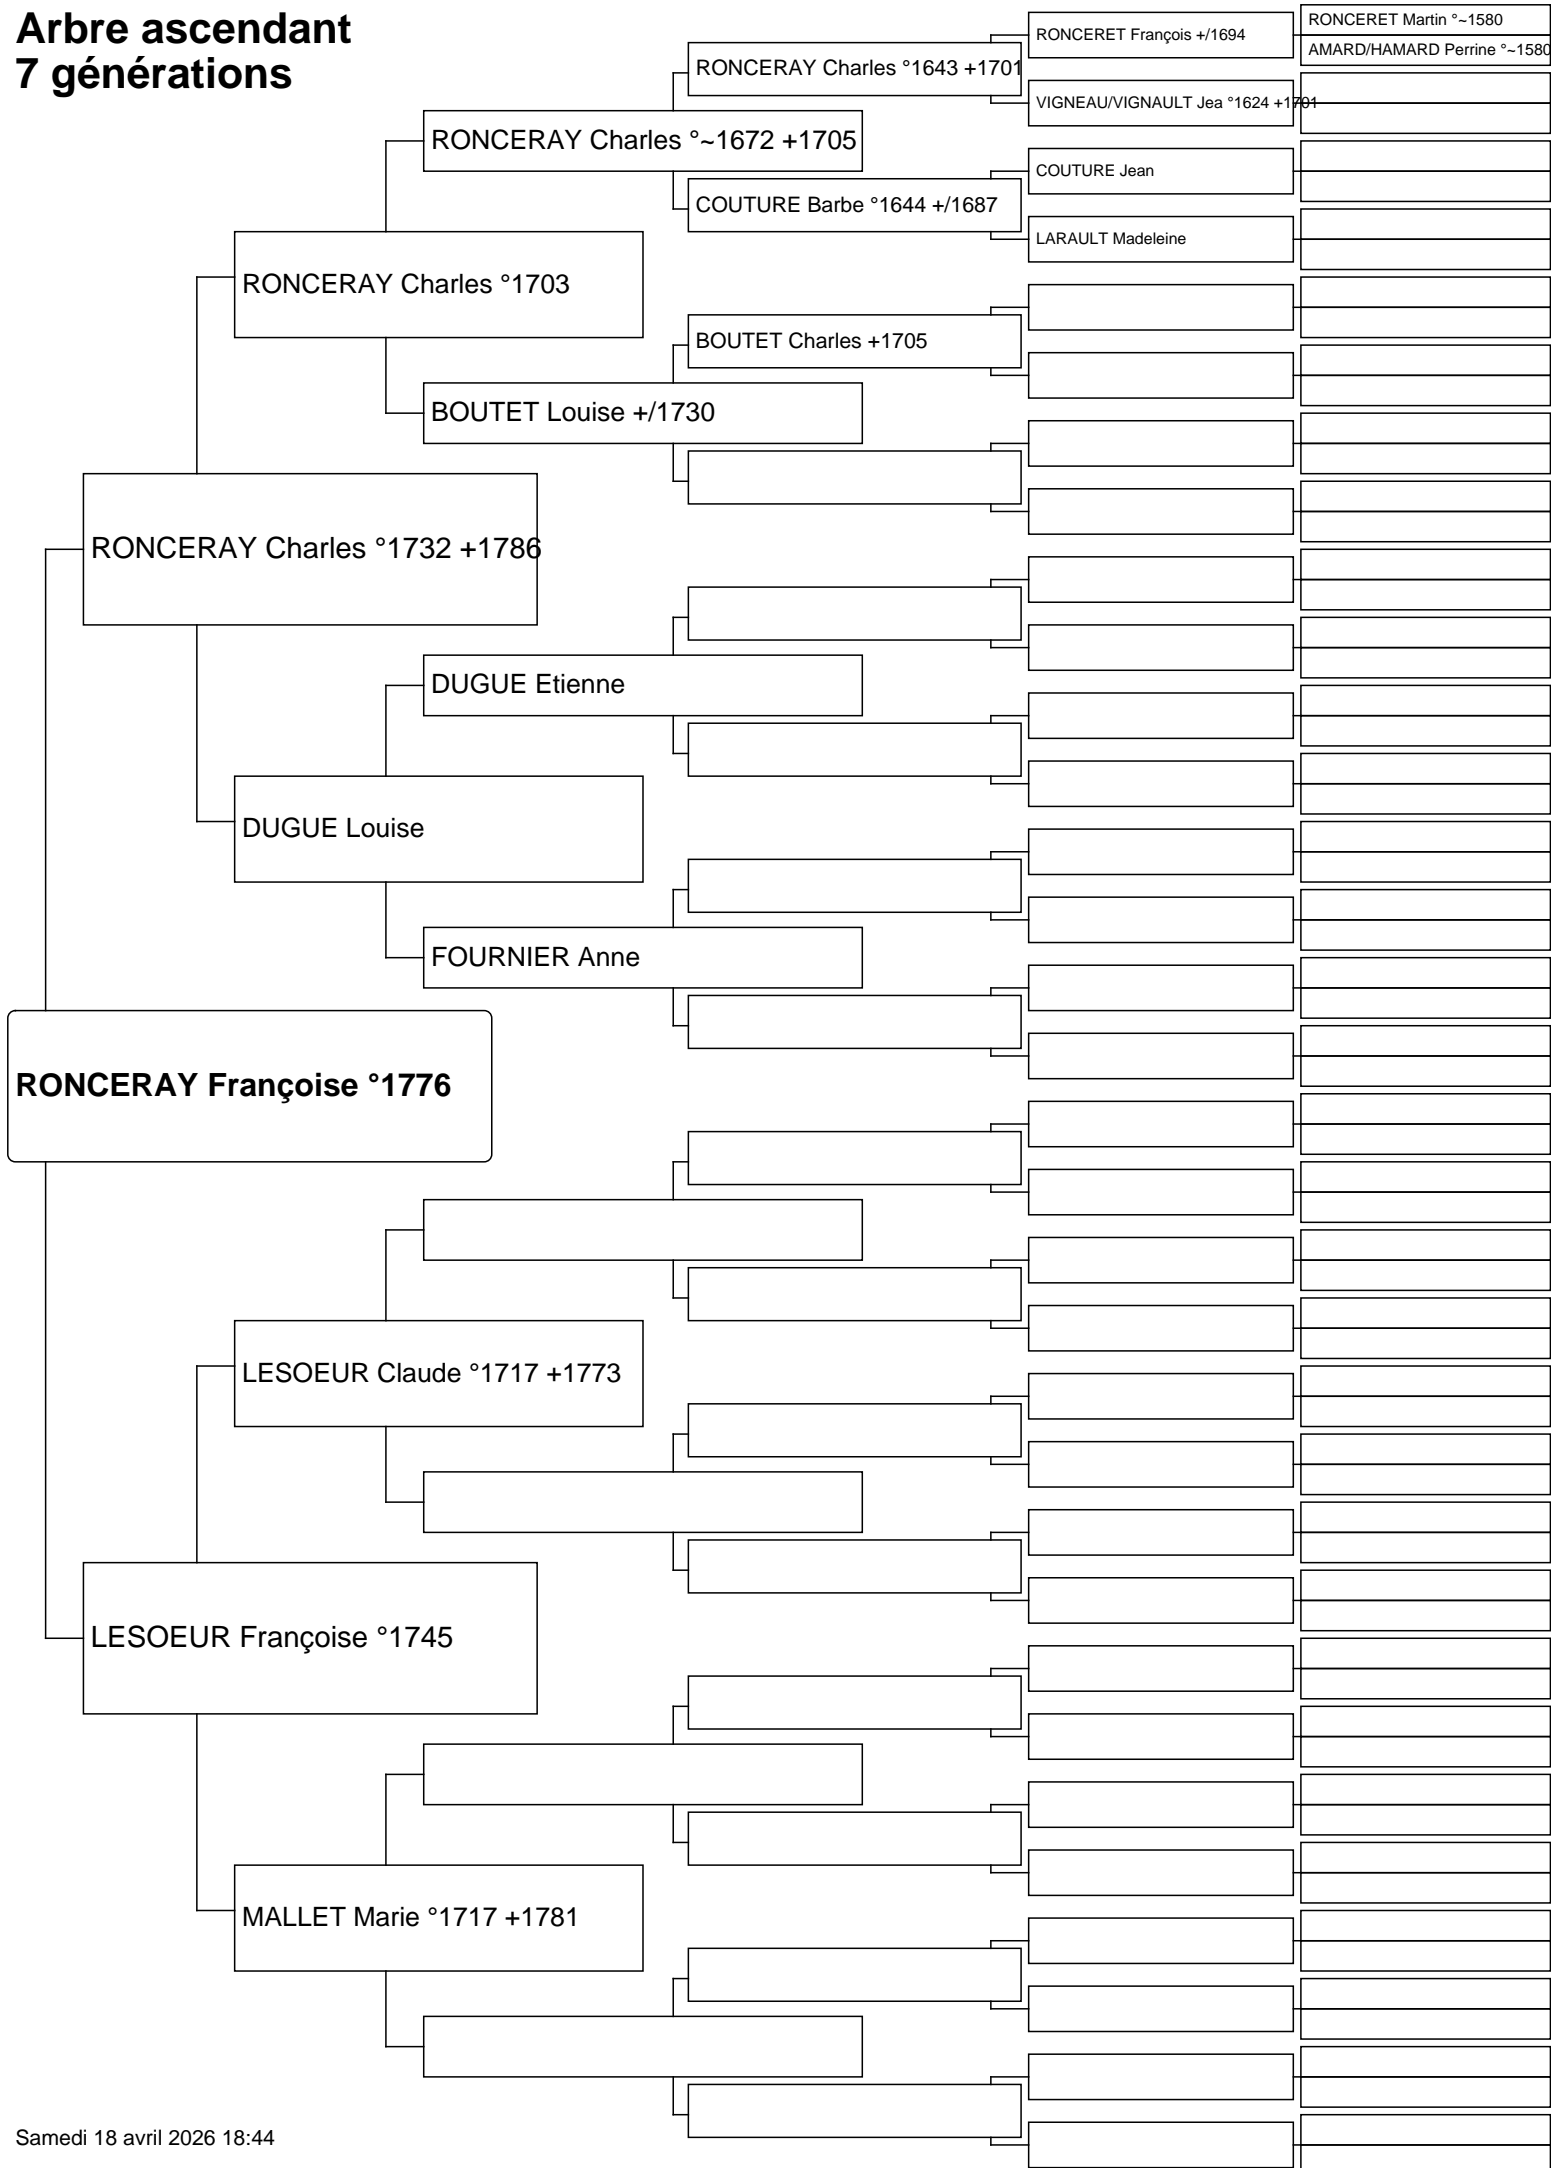 Arbre ascendant
7 générations
RONCERET François +/1694
RONCERET Martin °~1580
AMARD/HAMARD Perrine °~1580
RONCERAY Charles °1643 +1701
VIGNEAU/VIGNAULT Jea °1624 +1701
RONCERAY Charles °~1672 +1705
COUTURE Jean
COUTURE Barbe °1644 +/1687
LARAULT Madeleine
RONCERAY Charles °1703
BOUTET Charles +1705
BOUTET Louise +/1730
RONCERAY Charles °1732 +1786
DUGUE Etienne
DUGUE Louise
FOURNIER Anne
RONCERAY Françoise °1776
LESOEUR Claude °1717 +1773
LESOEUR Françoise °1745
MALLET Marie °1717 +1781
Samedi 18 avril 2026 18:44